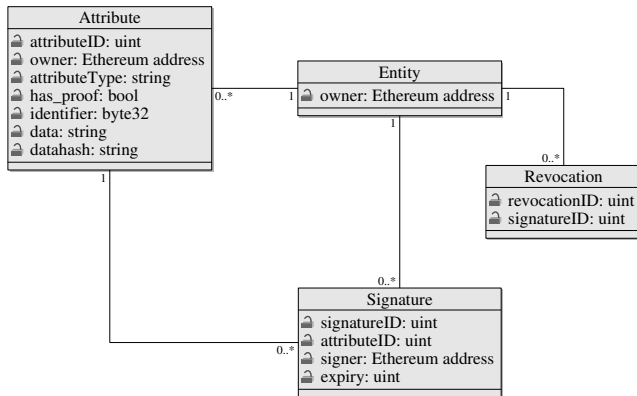 Attribute
attributeID: uint
owner: Ethereum address
attributeType: string
has_proof: bool
identifier: byte32
data: string
datahash: string
0..*
1
Entity
owner: Ethereum address
1
1
1
0..*
Revocation
revocationID: uint
signatureID: uint
0..*
0..*
Signature
signatureID: uint
attributeID: uint
signer: Ethereum address
expiry: uint